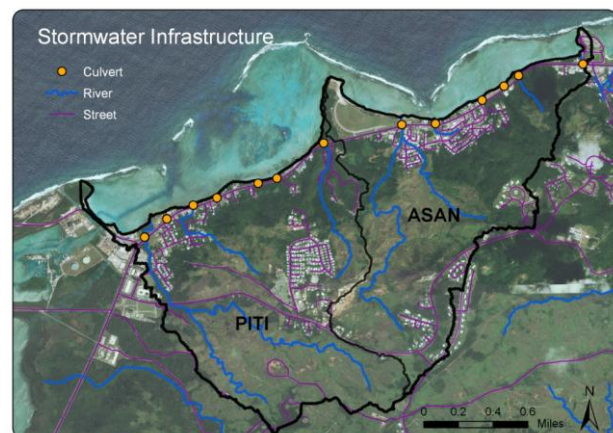 Stormwater Infrastructure
Culvert
River
Street
ASAN
PITI
N
0 0.2 0.4 0.6
Miles